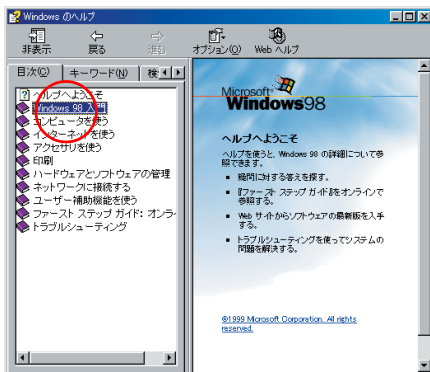 Windows のヘルプ
非表示 戻る 進む オプション(O) Web ヘルプ
目次(C) キーワード(N) 検
ヘルプへようこそ
Windows 98 入門
コンピュータを使う
インターネットを使う
アクセサリを使う
印刷
ハードウェアとソフトウェアの管理
ネットワークに接続する
ユーザー補助機能を使う
ファースト ステップ ガイド: オンラ
トラブルシューティング
Microsoft
Windows98
ヘルプへようこそ
ヘルプを使うと、Windows 98 の詳細について参
照できます。
疑問に対する答えを探す。
『ファースト ステップ ガイド』をオンラインで
参照する。
Web サイトからソフトウェアの最新版を入手
する。
トラブルシューティングを使ってシステムの
問題を解決する。
©1999 Microsoft Corporation. All rights
reserved.